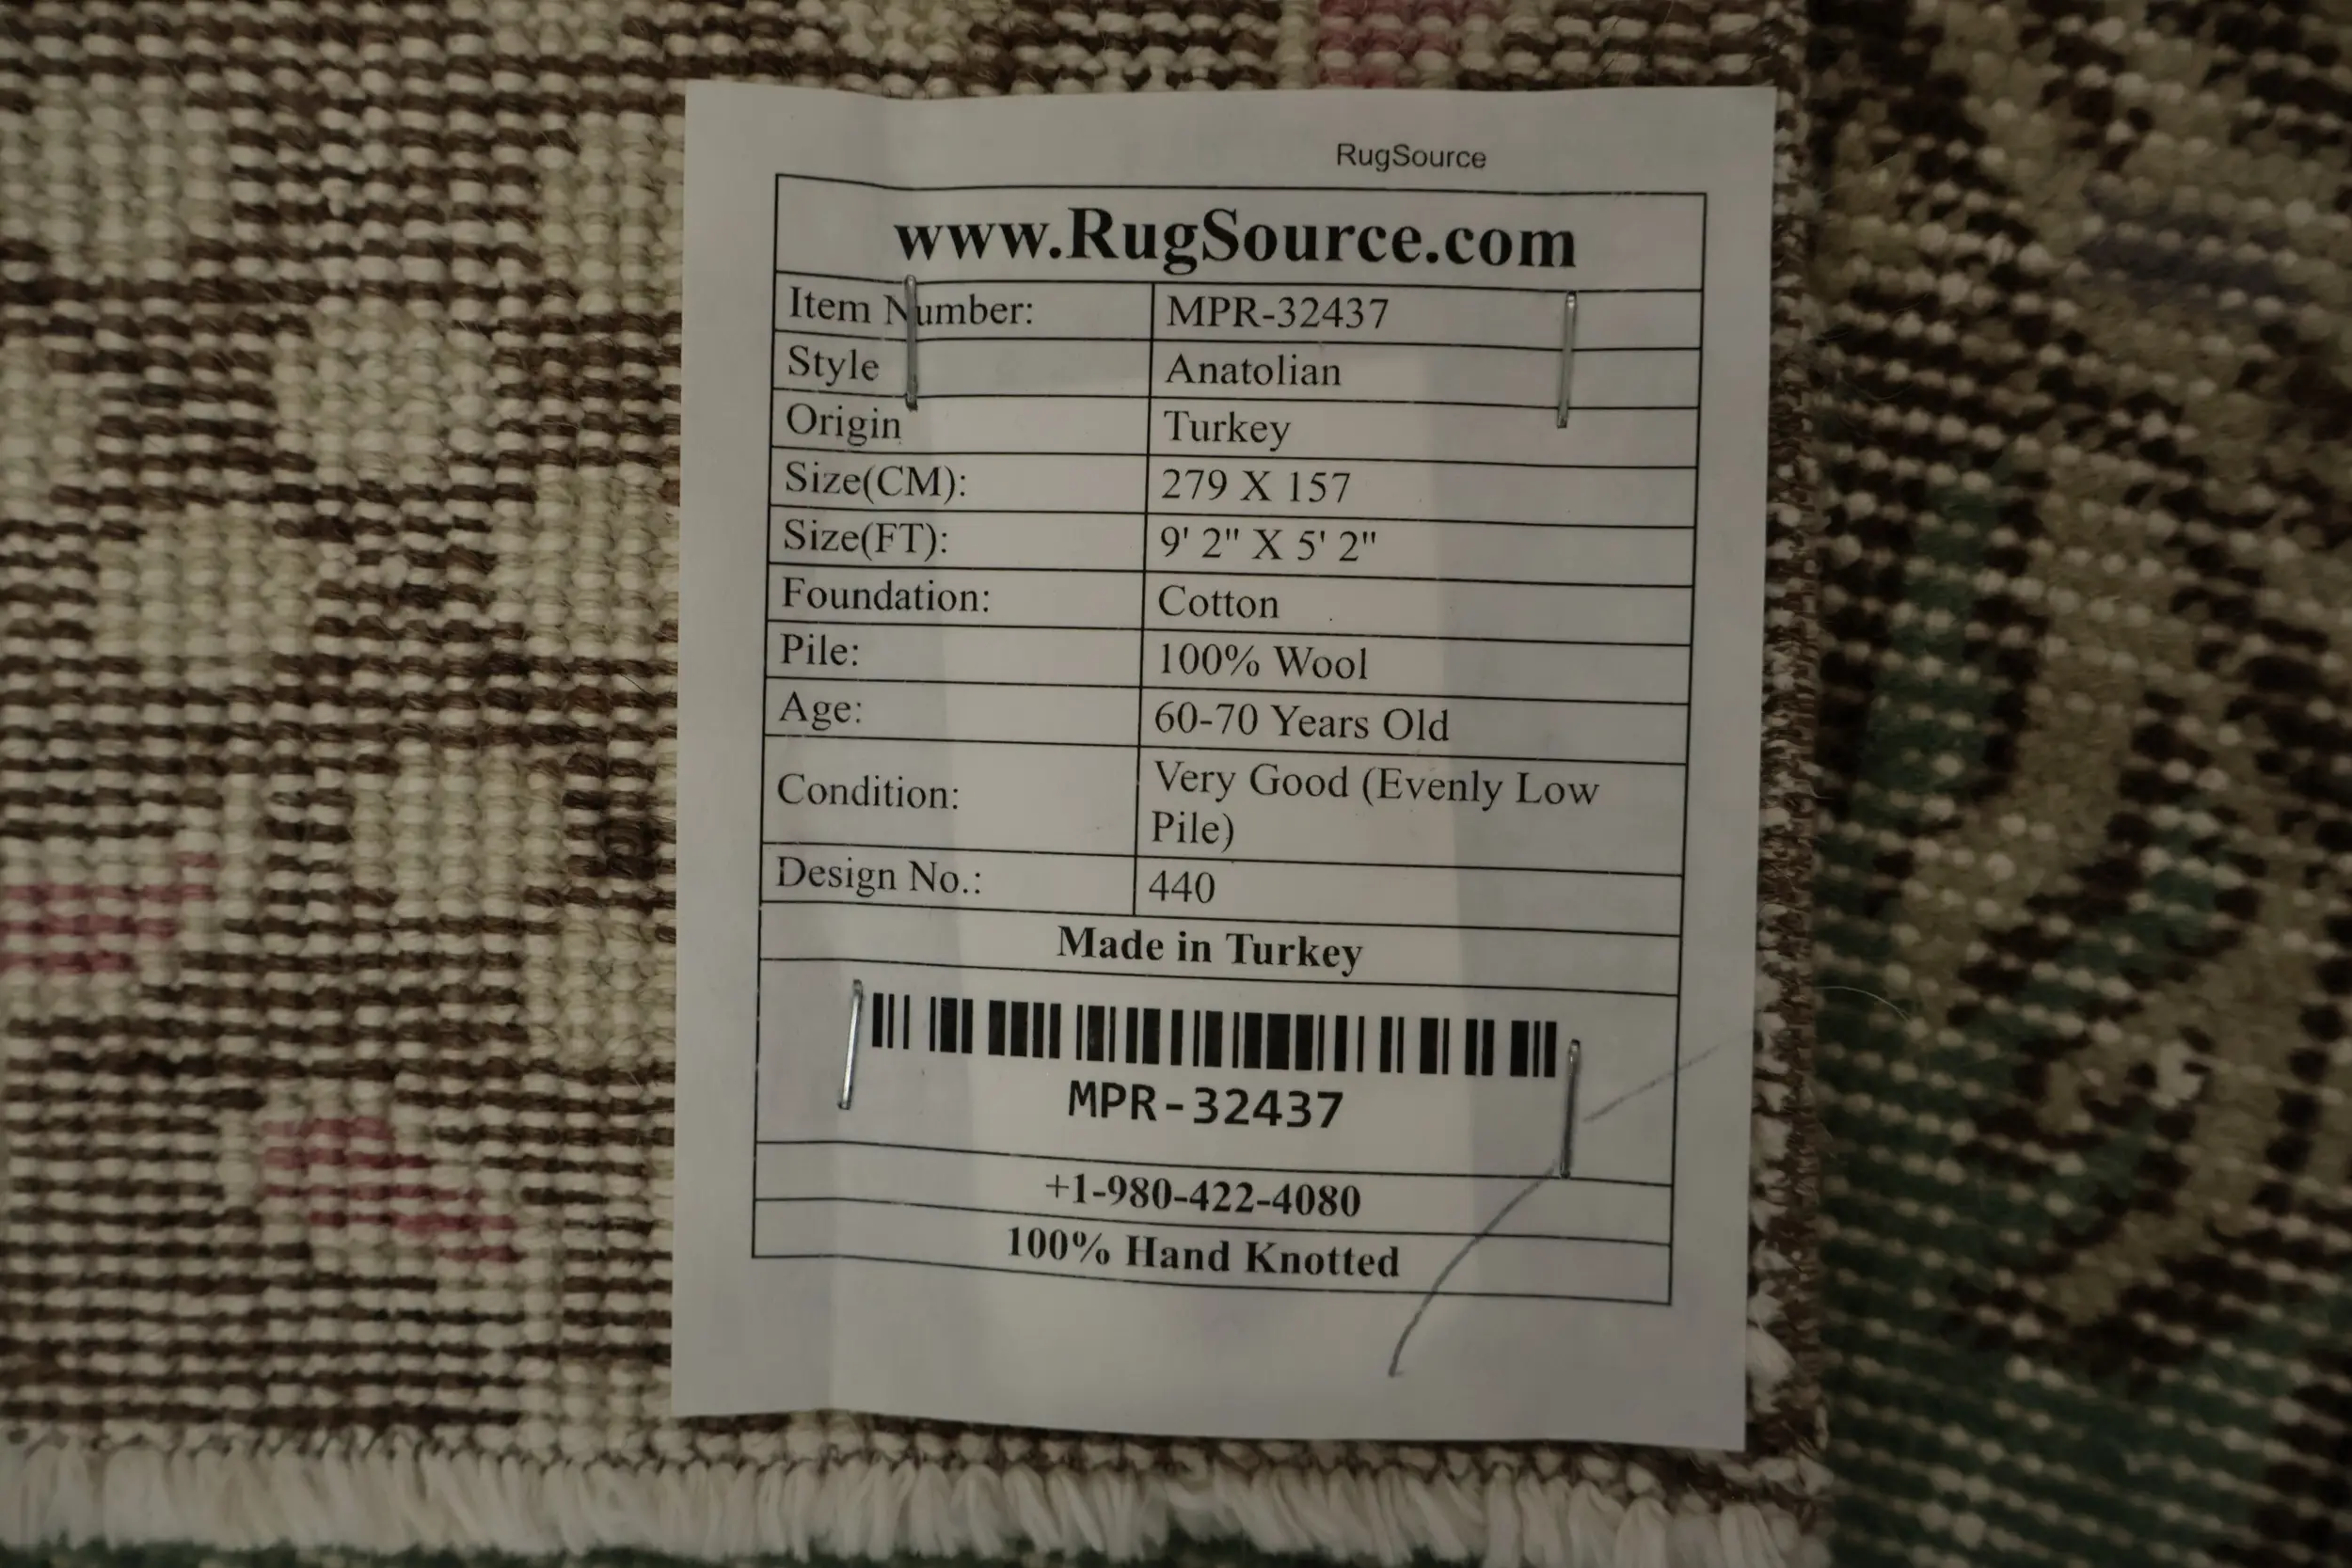 RugSource
www.RugSource.com
Item Number: MPR-32437
Style Anatolian
Origin Turkey
Size(CM): 279 X 157
Size(FT): 9' 2" X 5' 2"
Foundation: Cotton
Pile: 100% Wool
Age: 60-70 Years Old
Condition: Very Good (Evenly Low
Pile)
Design No.: 440
Made in Turkey
MPR-32437
+1-980-422-4080
100% Hand Knotted